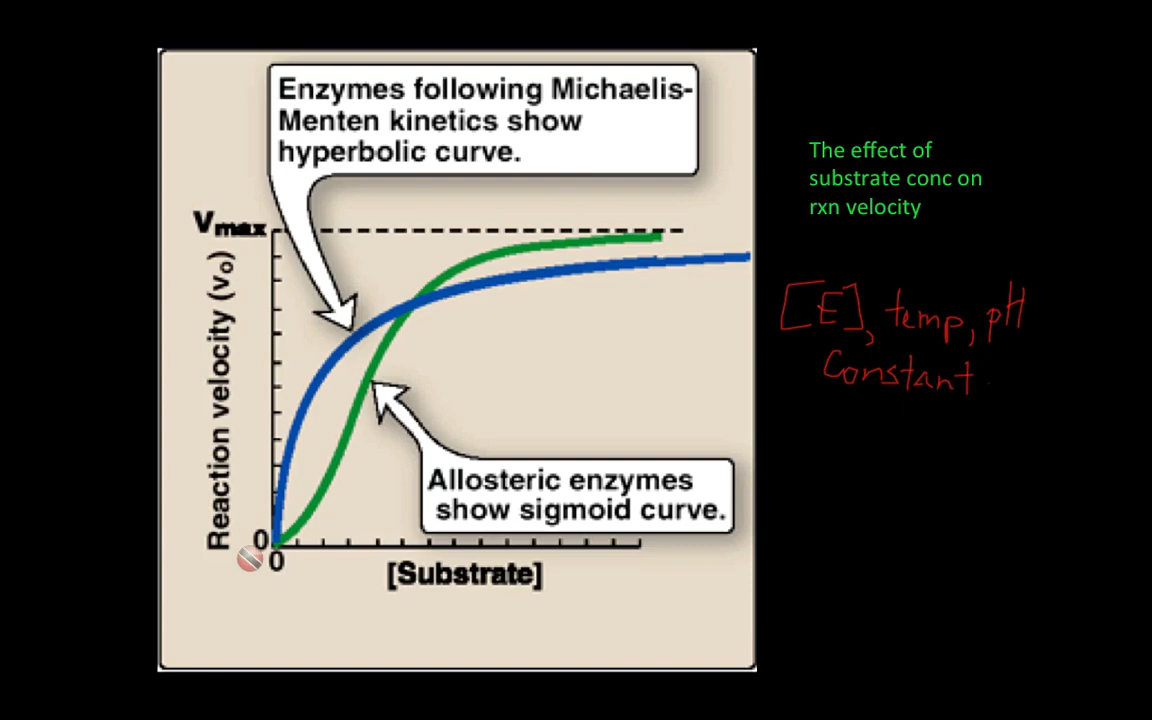 Enzymes following Michaelis-
Menten kinetics show
hyperbolic curve.
The effect of
substrate conc on
rxn velocity
Vmax
[E], temp, pH
Constant
Reaction velocity (vo)
Allosteric enzymes
show sigmoid curve.
0
0
[Substrate]